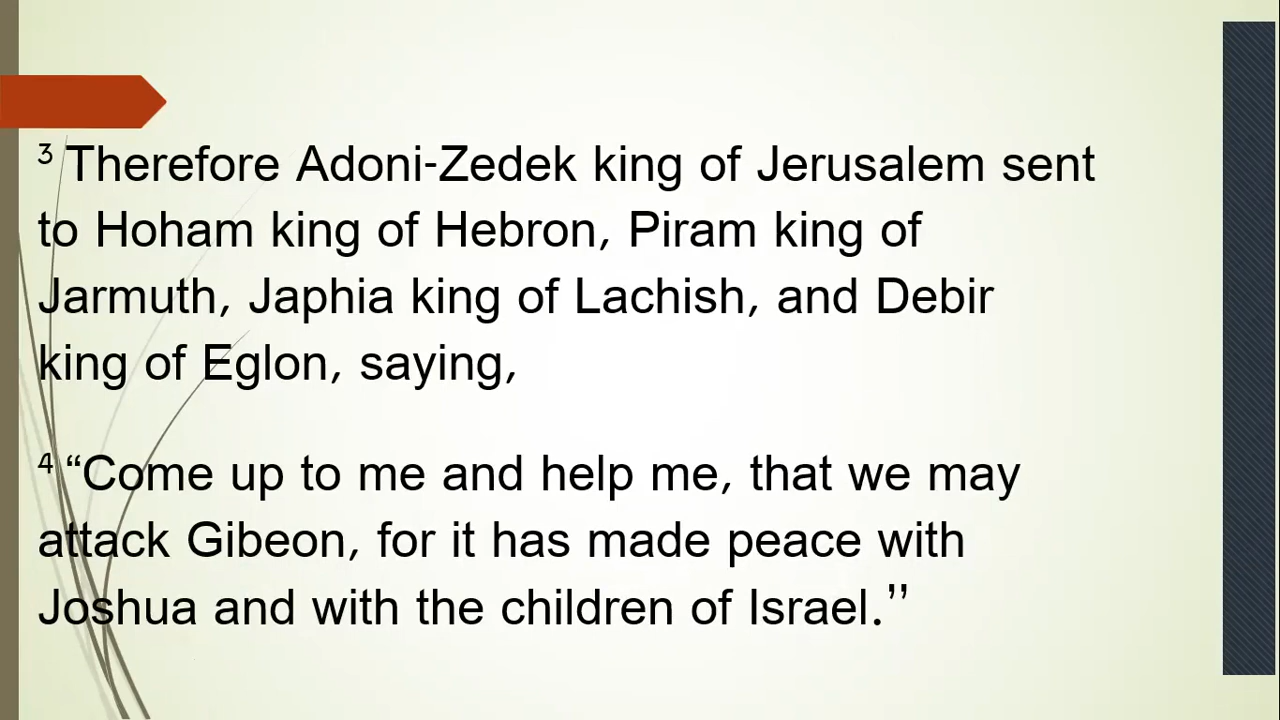 ³ Therefore Adoni-Zedek king of Jerusalem sent
to Hoham king of Hebron, Piram king of
Jarmuth, Japhia king of Lachish, and Debir
king of Eglon, saying,
⁴ “Come up to me and help me, that we may
attack Gibeon, for it has made peace with
Joshua and with the children of Israel.”